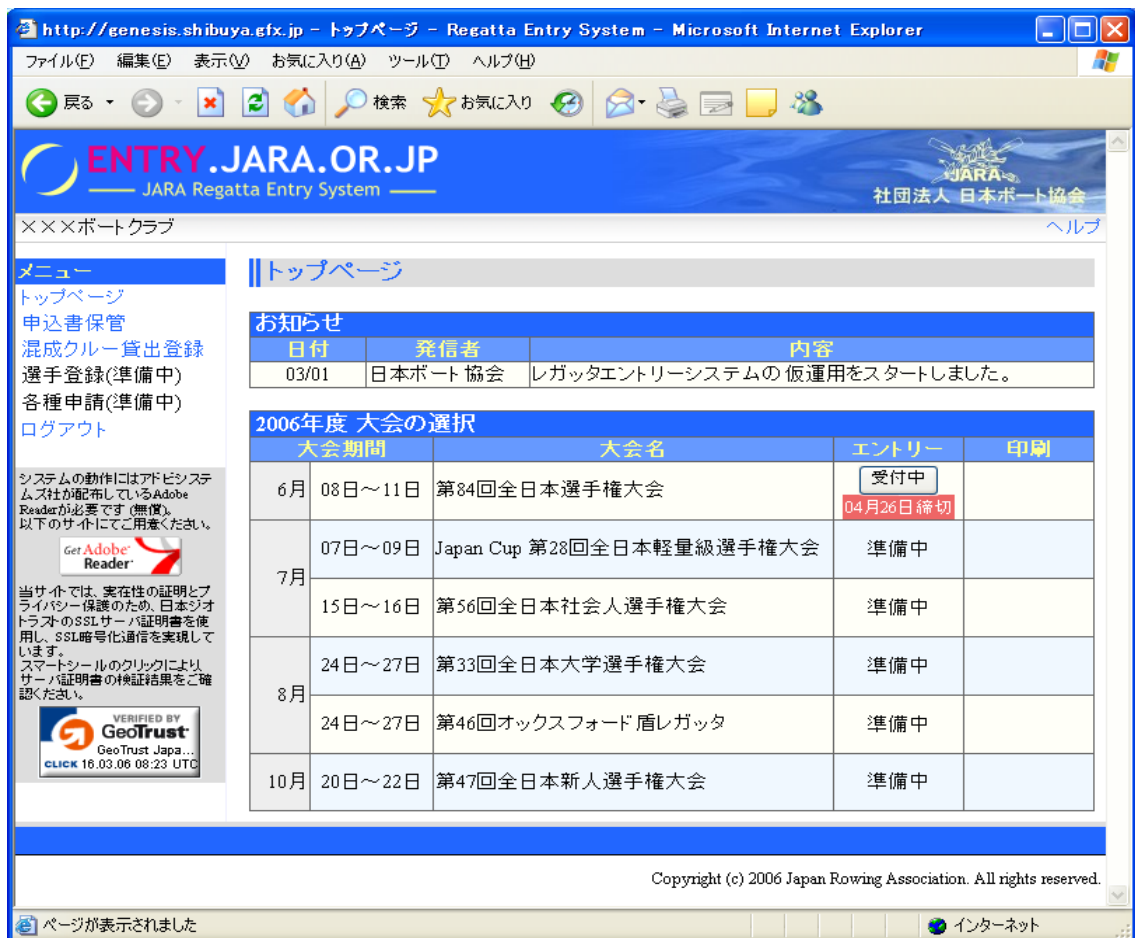 http://genesis.shibuya.gfx.jp - トップページ - Regatta Entry System - Microsoft Internet Explorer
ファイル(F) 編集(E) 表示(V) お気に入り(A) ツール(T) ヘルプ(H)
戻る 検索 お気に入り
ENTRY.JARA.OR.JP
JARA Regatta Entry System
JARA
社団法人 日本ボート協会
×××ボートクラブ ヘルプ
メニュー
トップページ
申込書保管
混成クルー貸出登録
選手登録(準備中)
各種申請(準備中)
ログアウト
システムの動作にはアドビシステ
ムズ社が配布しているAdobe
Readerが必要です (無償)。
以下のサイトにてご用意ください。
Get Adobe
Reader
当サイトでは、実在性の証明とプ
ライバシー保護のため、日本ジオ
トラストのSSLサーバ証明書を使
用し、SSL暗号化通信を実現して
います。
スマートシールのクリックにより
サーバ証明書の検証結果をご確
認ください。
VERIFIED BY
GeoTrust
GeoTrust Japa...
CLICK 16.03.06 08:23 UTC
トップページ
お知らせ
日付 発信者 内容
03/01 日本ボート協会 レガッタエントリーシステムの仮運用をスタートしました。
2006年度 大会の選択
大会期間 大会名 エントリー 印刷
6月 08日～11日 第84回全日本選手権大会 受付中
04月26日締切
7月 07日～09日 Japan Cup 第28回全日本軽量級選手権大会 準備中
15日～16日 第56回全日本社会人選手権大会 準備中
8月 24日～27日 第33回全日本大学選手権大会 準備中
24日～27日 第46回オックスフォード盾レガッタ 準備中
10月 20日～22日 第47回全日本新人選手権大会 準備中
Copyright (c) 2006 Japan Rowing Association. All rights reserved.
ページが表示されました インターネット